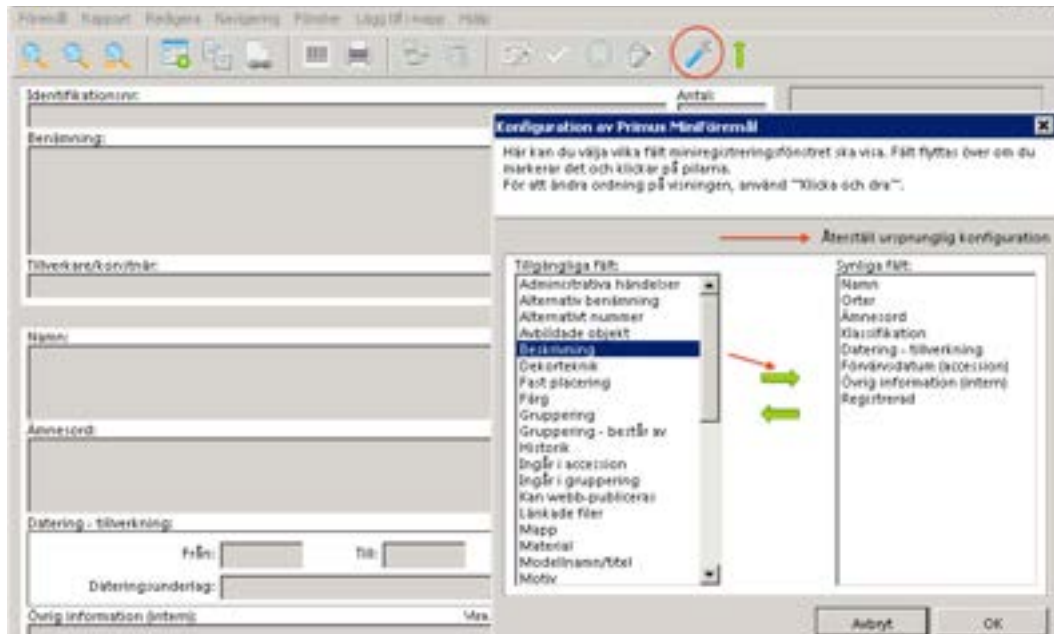 Föremål Rapport Redigera Navigering Fönster Lägg till i mapp Hjälp
Identifikationsnr:
Antal:
Benämning:
Tillverkare/konstnär:
Namn:
Ämnesord:
Datering - tillverkning:
Från:
Till:
Dateringsunderlag:
Övrig information (intern):
Visa
Konfiguration av Primus Miniföremål
Här kan du välja vilka fält miniregistreringsfönstret ska visa. Fält flyttas över om du
markerar det och klickar på pilarna.
För att ändra ordning på visningen, använd "Klicka och dra".
Återställ ursprunglig konfiguration
Tillgängliga fält:
Administrativa händelser
Alternativ benämning
Alternativt nummer
Avbildade objekt
Beskrivning
Dekorteknik
Fast placering
Färg
Gruppering
Gruppering - består av
Historik
Ingår i accession
Ingår i gruppering
Kan webb-publiceras
Länkade filer
Mapp
Material
Modellnamn/titel
Motiv
Synliga fält:
Namn
Orter
Ämnesord
Klassifikation
Datering - tillverkning
Förvärvsdatum (accession)
Övrig information (intern)
Registrerad
Avbryt
OK